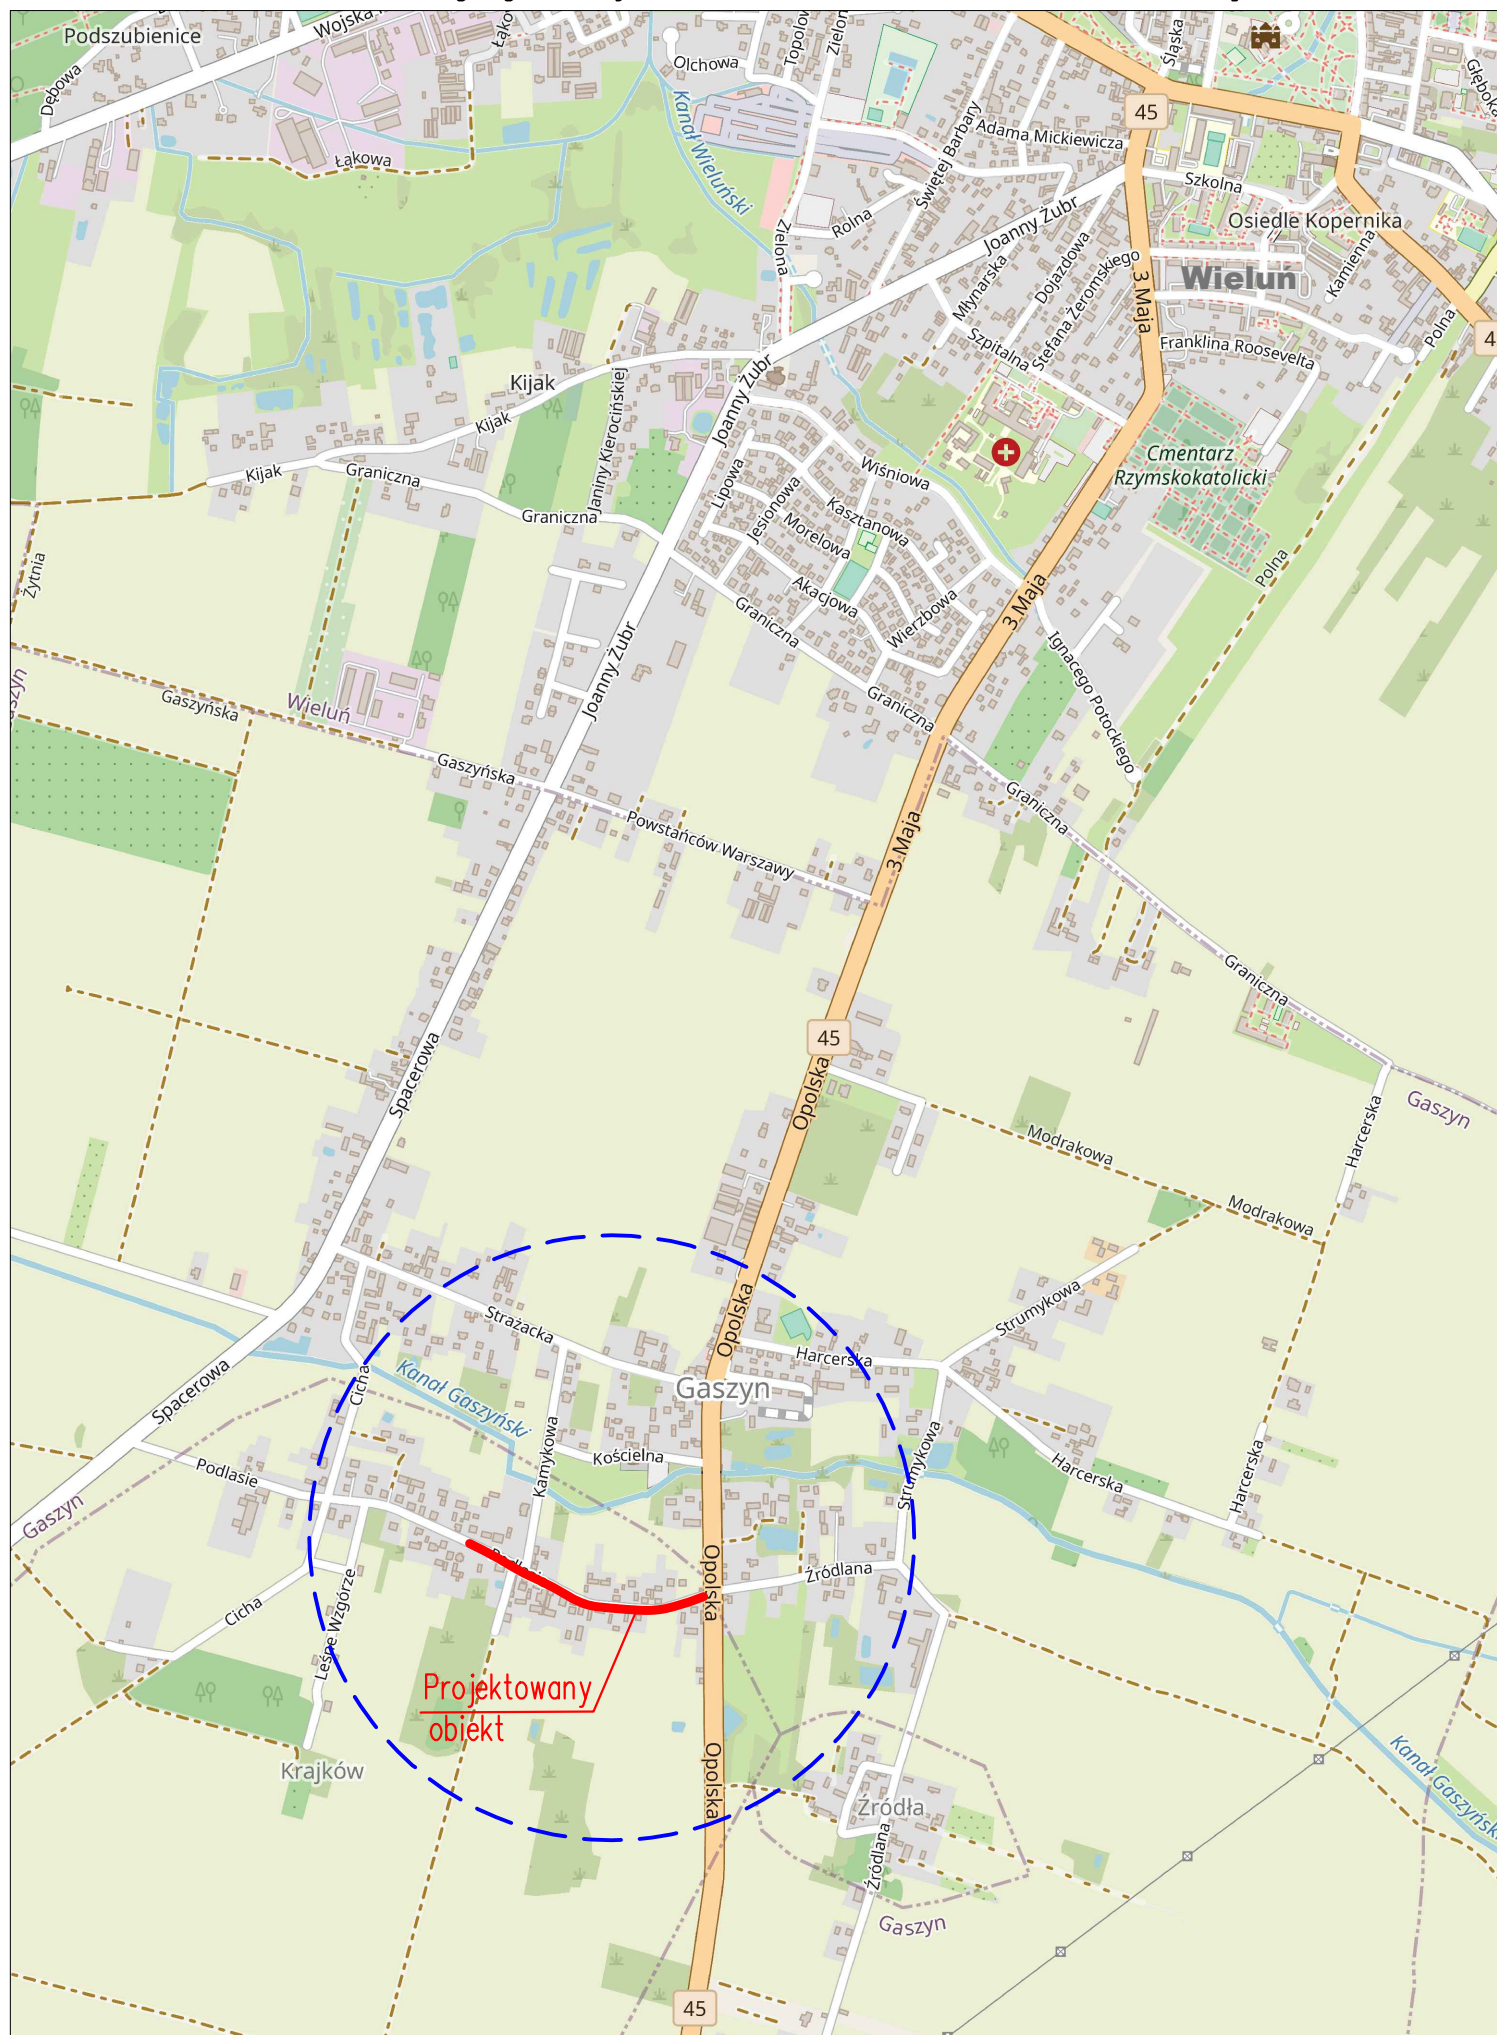 Podszubienice
Dębowa
Łąkowa
Olchowa
Kanał Wieluński
Śląska
45
Adama Mickiewicza
Świętej Barbary
Szkolna
Osiedle Kopernika
Rolna
Zielona
Joanny Żubr
Młynarska
Dojazdowa
Stefana Żeromskiego
3 Maja
Wieluń
Kamienna
Polna
Franklina Roosevelta
Szpitalna
Kijak
Kijak
Kijak
Joanny Żubr
Janiny Kierocińskiej
Graniczna
Graniczna
Lipowa
Jesionowa
Wiśniowa
Kasztanowa
Morelowa
Akacjowa
Wierzbowa
Graniczna
Cmentarz
Rzymskokatolicki
Polna
3 Maja
Żytnia
Joanny Żubr
Ignacego Potockiego
Graniczna
Gaszyńska
Wieluń
Gaszyńska
Powstańców Warszawy
3 Maja
Graniczna
Graniczna
45
Spacerowa
Opolska
Gaszyn
Harcerska
Modrakowa
Modrakowa
Strumykowa
Opolska
Strażacka
Harcerska
Gaszyn
Kanał Gaszyński
Cicha
Spacerowa
Kamykowa
Kościelna
Strumykowa
Harcerska
Harcerska
Podlasie
Gaszyn
Opolska
Źródlana
Cicha
Leśne Wzgórze
Projektowany
obiekt
Krajków
Opolska
Źródła
Źródlana
Kanał Gaszyński
Gaszyn
45